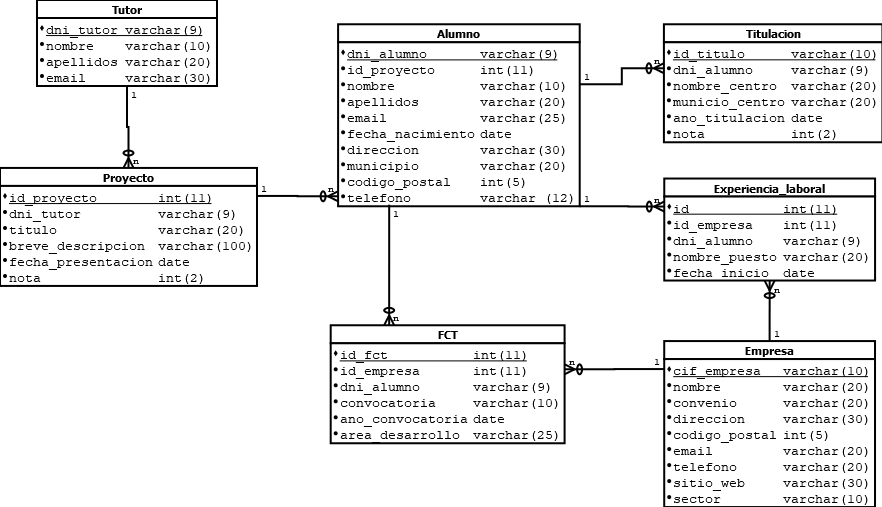 Tutor
dni_tutor varchar(9)
nombre varchar(10)
apellidos varchar(20)
email varchar(30)
1
n
Proyecto
id_proyecto int(11)
dni_tutor varchar(9)
titulo varchar(20)
breve_descripcion varchar(100)
fecha_presentacion date
nota int(2)
1
n
Alumno
dni_alumno varchar(9)
id_proyecto int(11)
nombre varchar(10)
apellidos varchar(20)
email varchar(25)
fecha_nacimiento date
direccion varchar(30)
municipio varchar(20)
codigo_postal int(5)
telefono varchar (12)
1
n
1
n
1
n
Titulacion
id_titulo varchar(10)
dni_alumno varchar(9)
nombre_centro varchar(20)
municio_centro varchar(20)
ano_titulacion date
nota int(2)
Experiencia_laboral
id int(11)
id_empresa int(11)
dni_alumno varchar(9)
nombre_puesto varchar(20)
fecha_inicio date
n
1
FCT
id_fct int(11)
id_empresa int(11)
dni_alumno varchar(9)
convocatoria varchar(10)
ano_convocatoria date
area_desarrollo varchar(25)
n
1
Empresa
cif_empresa varchar(10)
nombre varchar(20)
convenio varchar(20)
direccion varchar(30)
codigo_postal int(5)
email varchar(20)
telefono varchar(20)
sitio_web varchar(30)
sector varchar(10)